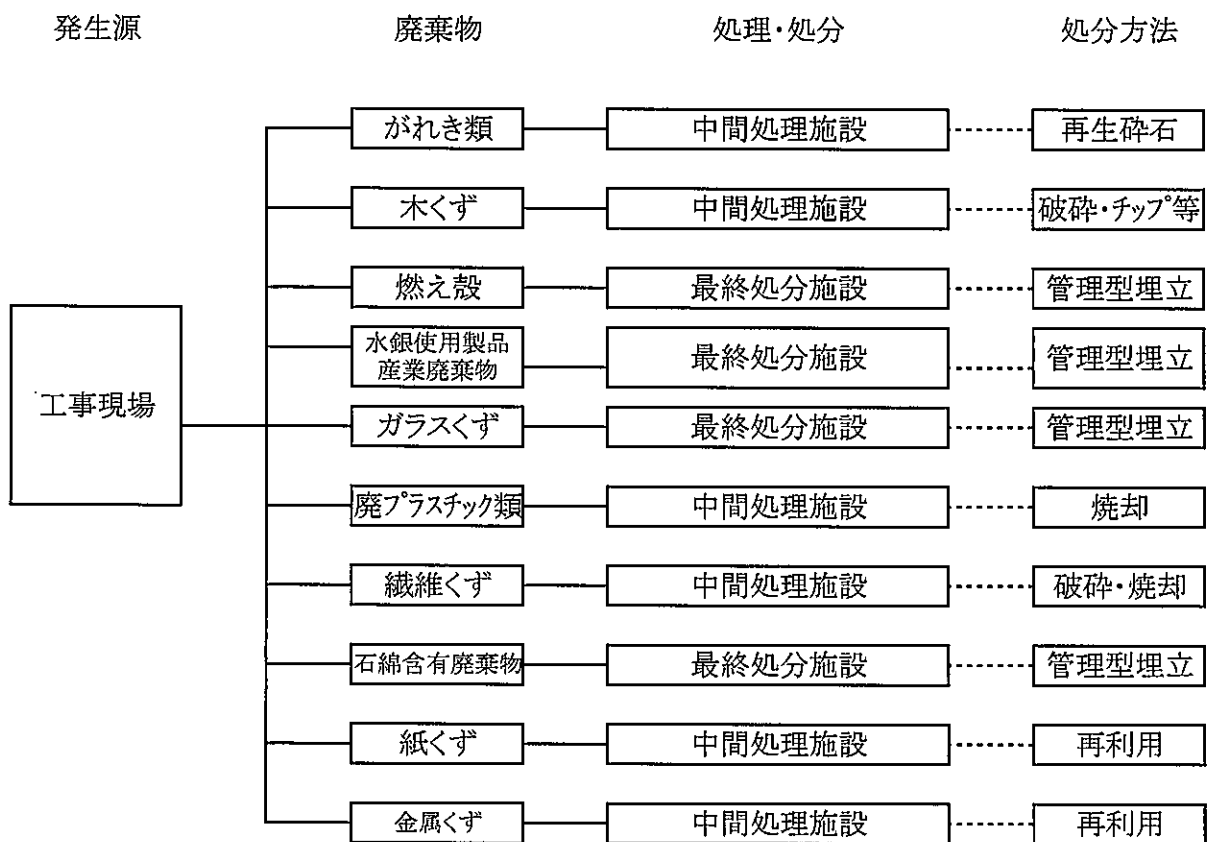 発生源 廃棄物 処理・処分 処分方法
がれき類 中間処理施設 再生砕石
木くず 中間処理施設 破砕・チップ等
燃え殻 最終処分施設 管理型埋立
水銀使用製品
産業廃棄物 最終処分施設 管理型埋立
工事現場
ガラスくず 最終処分施設 管理型埋立
廃プラスチック類 中間処理施設 焼却
繊維くず 中間処理施設 破砕・焼却
石綿含有廃棄物 最終処分施設 管理型埋立
紙くず 中間処理施設 再利用
金属くず 中間処理施設 再利用